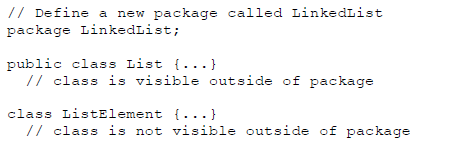 // Define a new package called LinkedList
package LinkedList;
public class List {...}
// class is visible outside of package
class ListElement {...}
// class is not visible outside of package